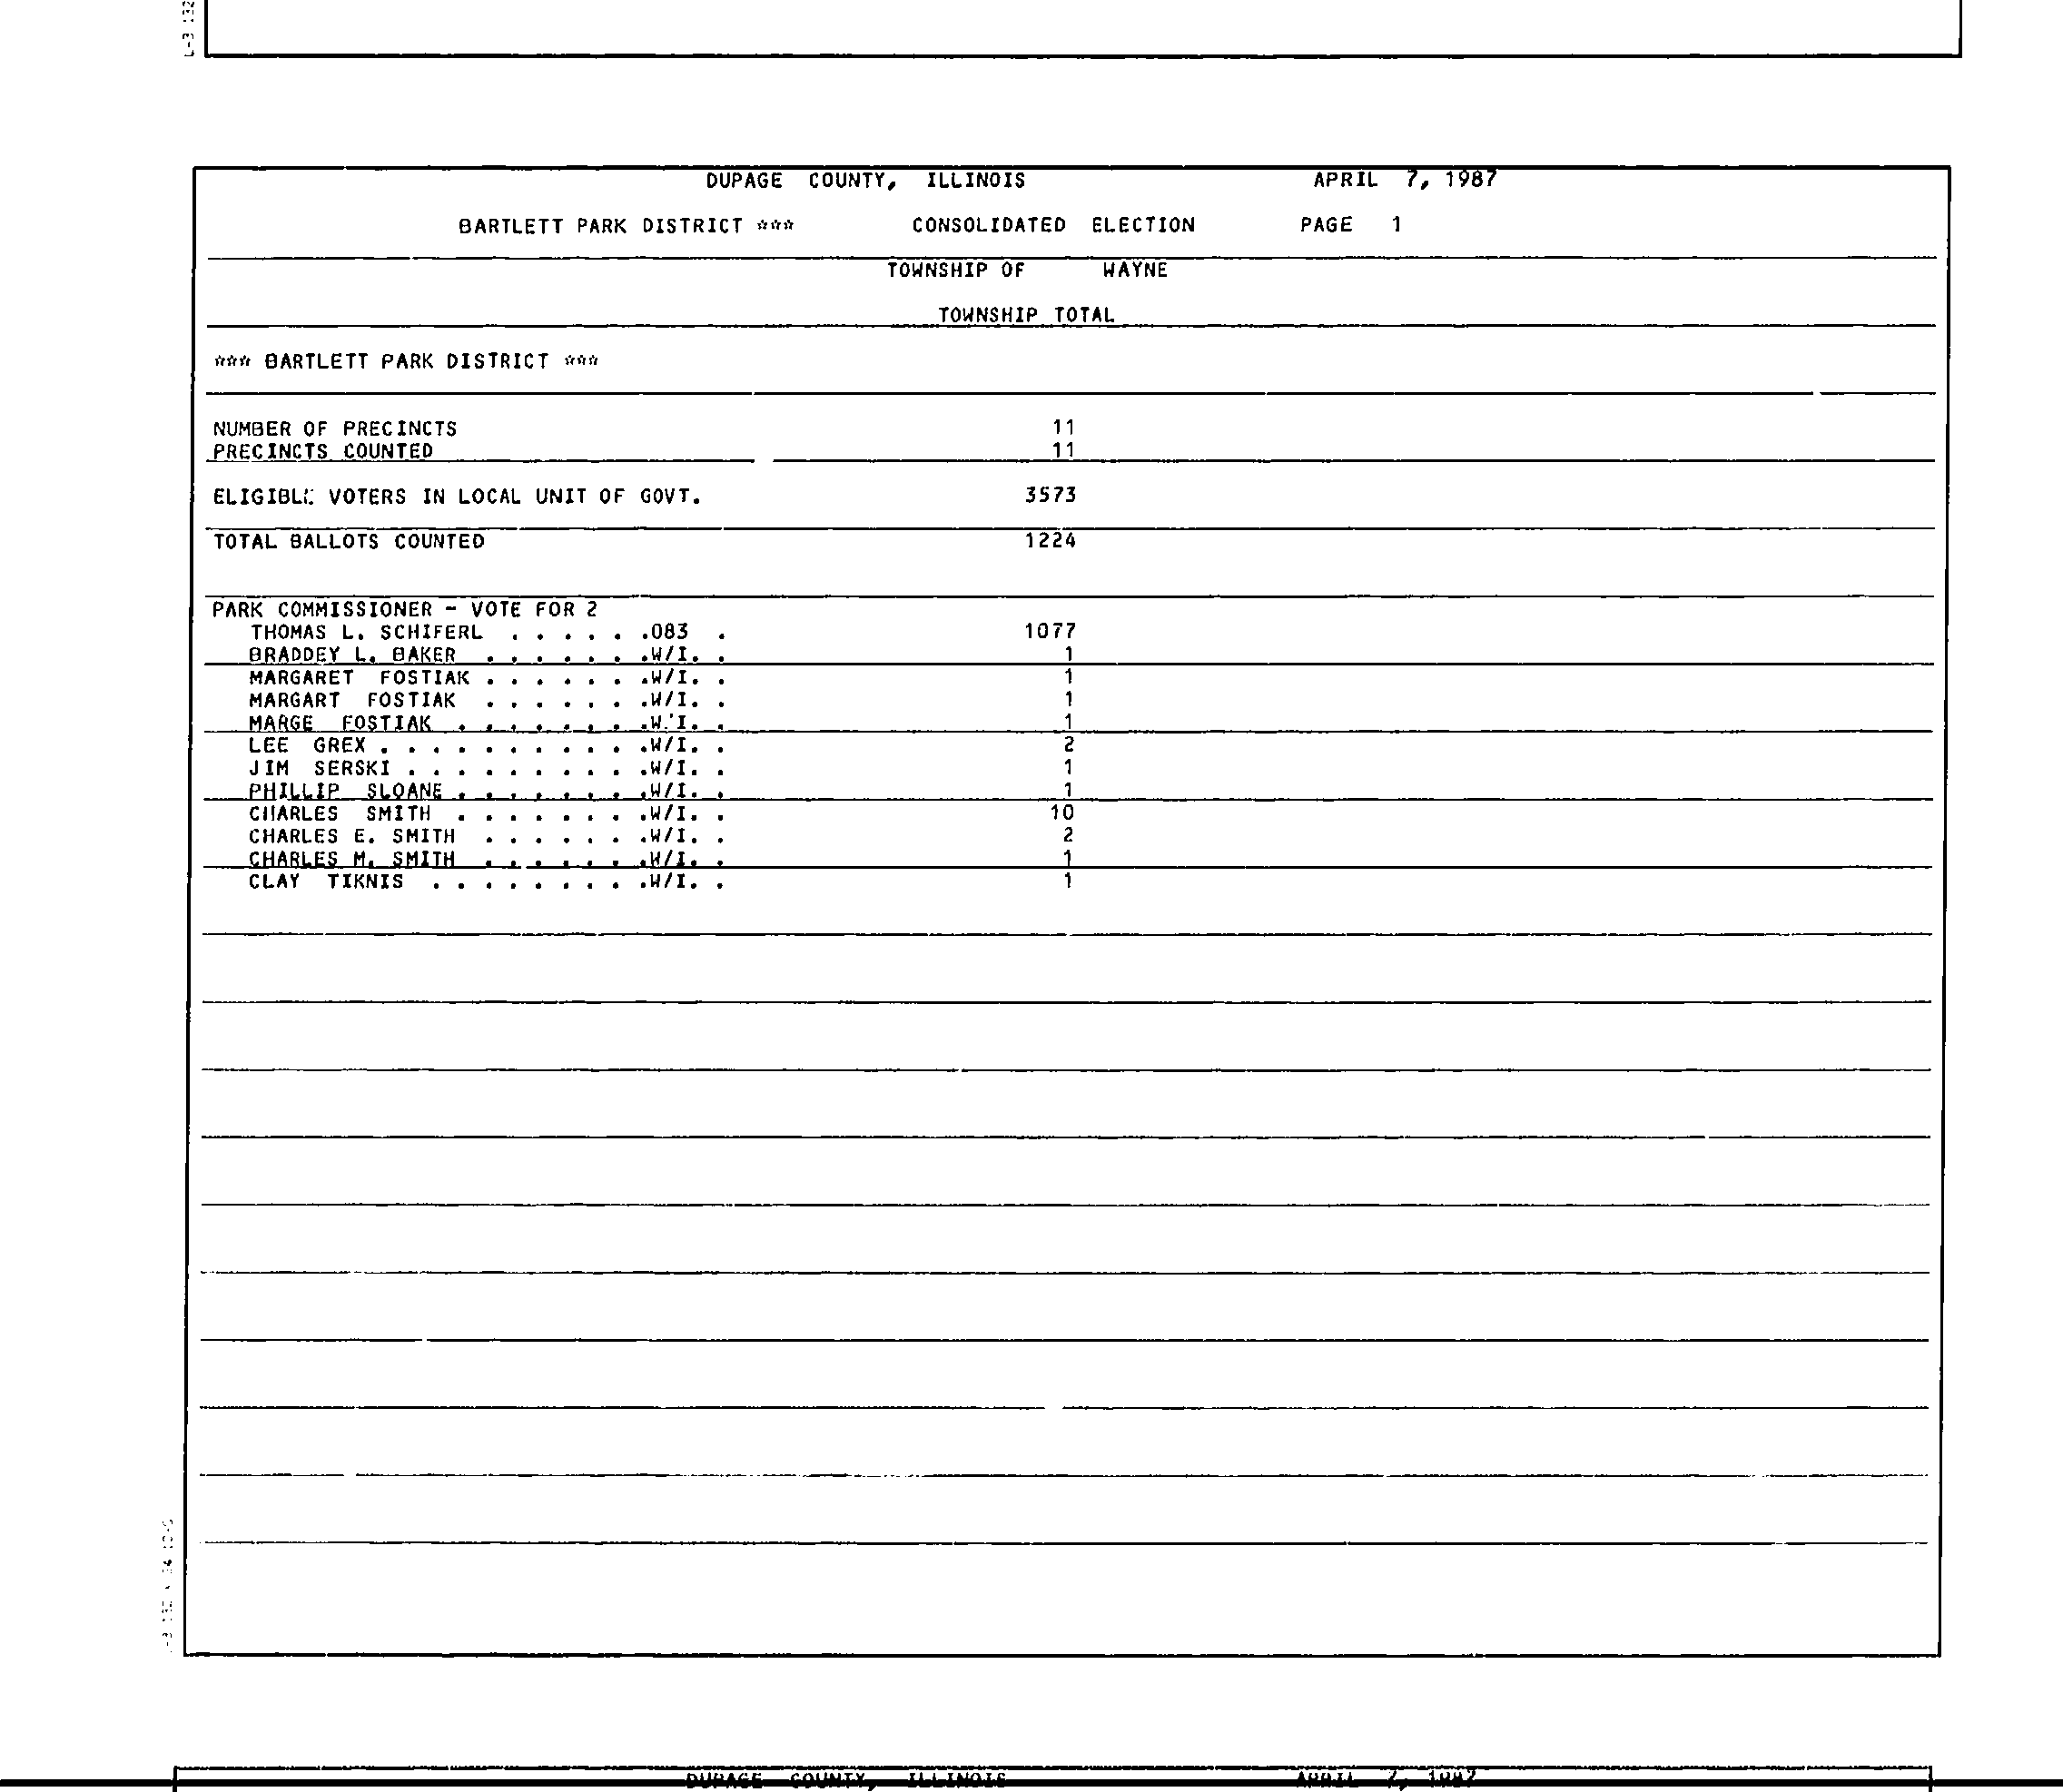 L-3 132
DUPAGE COUNTY, ILLINOIS APRIL 7, 1987
BARTLETT PARK DISTRICT *** CONSOLIDATED ELECTION PAGE 1
TOWNSHIP OF WAYNE
TOWNSHIP TOTAL
*** BARTLETT PARK DISTRICT ***
NUMBER OF PRECINCTS 11
PRECINCTS COUNTED 11
ELIGIBLE VOTERS IN LOCAL UNIT OF GOVT. 3573
TOTAL BALLOTS COUNTED 1224
PARK COMMISSIONER - VOTE FOR 2
THOMAS L. SCHIFERL . . . . . .083 . 1077
BRADDEY L. BAKER . . . . . . .W/I. . 1
MARGARET FOSTIAK . . . . . . .W/I. . 1
MARGART FOSTIAK . . . . . . .W/I. . 1
MARGE FOSTIAK . . . . . . . .W/I. . 1
LEE GREX . . . . . . . . . . .W/I. . 2
JIM SERSKI . . . . . . . . . .W/I. . 1
PHILLIP SLOANE . . . . . . . .W/I. . 1
CHARLES SMITH . . . . . . . .W/I. . 10
CHARLES E. SMITH . . . . . . .W/I. . 2
CHARLES M. SMITH . . . . . . .W/I. . 1
CLAY TIKNIS . . . . . . . . .W/I. . 1
DUPAGE COUNTY, ILLINOIS APRIL 7, 1987